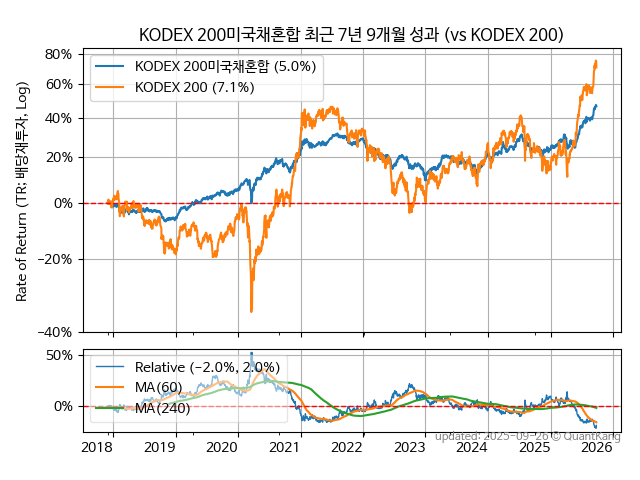 KODEX 200미국채혼합 최근 7년 9개월 성과 (vs KODEX 200)
80%
60%
40%
20%
0%
−20%
−40%
Rate of Return (TR: 배당재투자, Log)
KODEX 200미국채혼합 (5.0%)
KODEX 200 (7.1%)
50%
0%
Relative (−2.0%, 2.0%)
MA(60)
MA(240)
2018 2019 2020 2021 2022 2023 2024 2025 2026
updated: 2025-09-26 © QuantKang